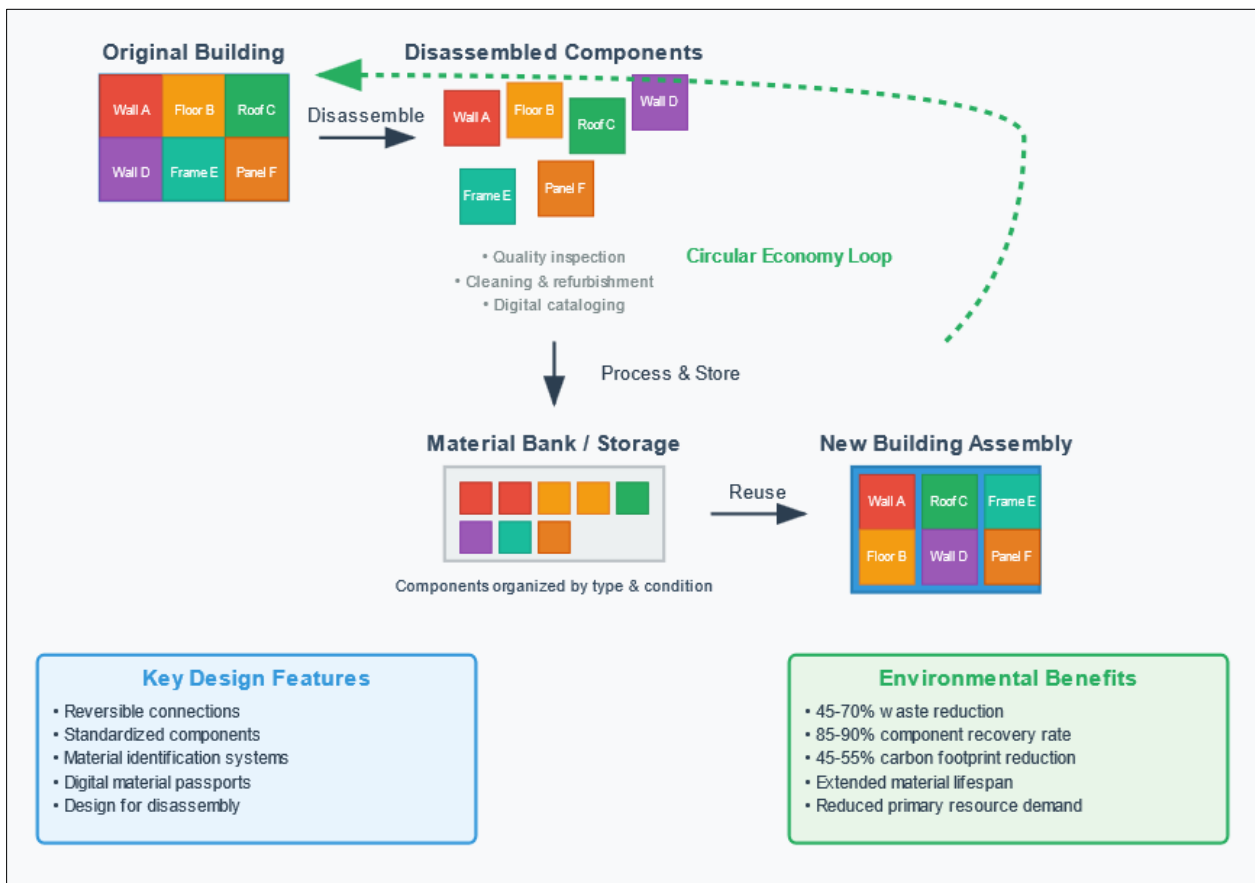 Original Building
Disassembled Components
Wall A
Floor B
Roof C
Wall D
Frame E
Panel F
Disassemble
Wall A
Floor B
Roof C
Wall D
Frame E
Panel F
• Quality inspection
• Cleaning & refurbishment
• Digital cataloging
Circular Economy Loop
Process & Store
Material Bank / Storage
Components organized by type & condition
Reuse
New Building Assembly
Wall A
Roof C
Frame E
Floor B
Wall D
Panel F
Key Design Features
• Reversible connections
• Standardized components
• Material identification systems
• Digital material passports
• Design for disassembly
Environmental Benefits
• 45-70% waste reduction
• 85-90% component recovery rate
• 45-55% carbon footprint reduction
• Extended material lifespan
• Reduced primary resource demand